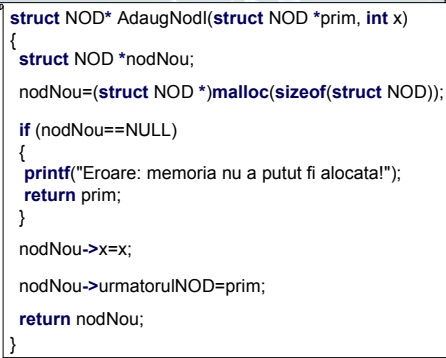 struct NOD* AdaugNodI(struct NOD *prim, int x)
{
struct NOD *nodNou;
nodNou=(struct NOD *)malloc(sizeof(struct NOD));
if (nodNou==NULL)
{
printf("Eroare: memoria nu a putut fi alocata!");
return prim;
}
nodNou->x=x;
nodNou->urmatorulNOD=prim;
return nodNou;
}